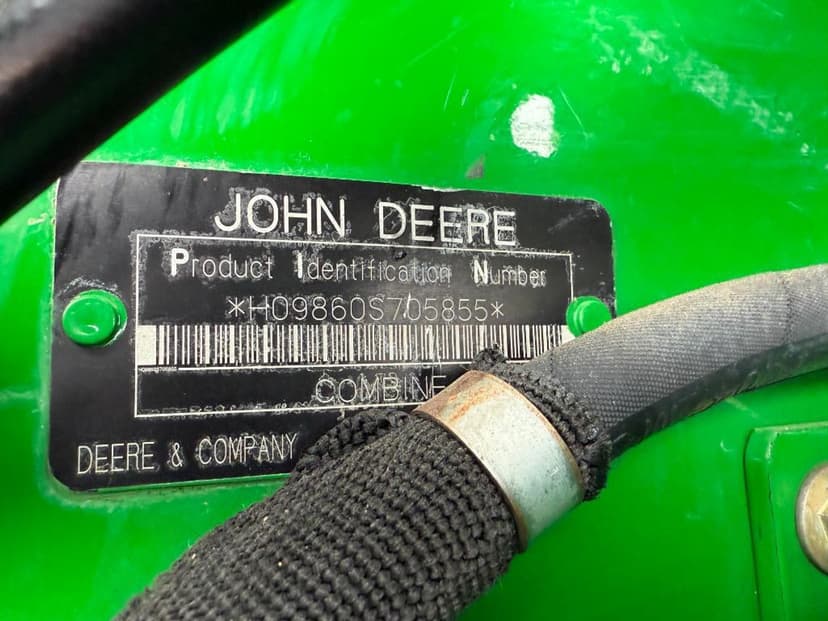 JOHN DEERE
Product Identification Number
*H09860S705855*
COMBINE
DEERE & COMPANY